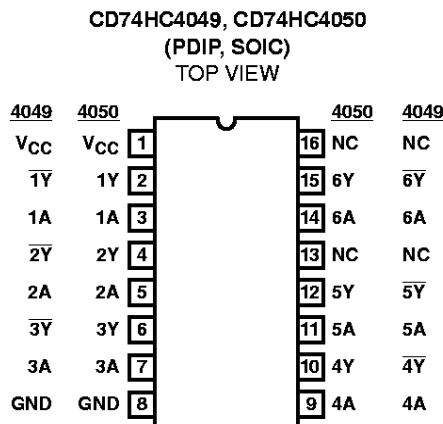 CD74HC4049, CD74HC4050
(PDIP, SOIC)
TOP VIEW
4049 4050 4050 4049
VCC VCC 1 16 NC NC
1Y̅ 1Y 2 15 6Y 6Y̅
1A 1A 3 14 6A 6A
2Y̅ 2Y 4 13 NC NC
2A 2A 5 12 5Y 5Y̅
3Y̅ 3Y 6 11 5A 5A
3A 3A 7 10 4Y 4Y̅
GND GND 8 9 4A 4A